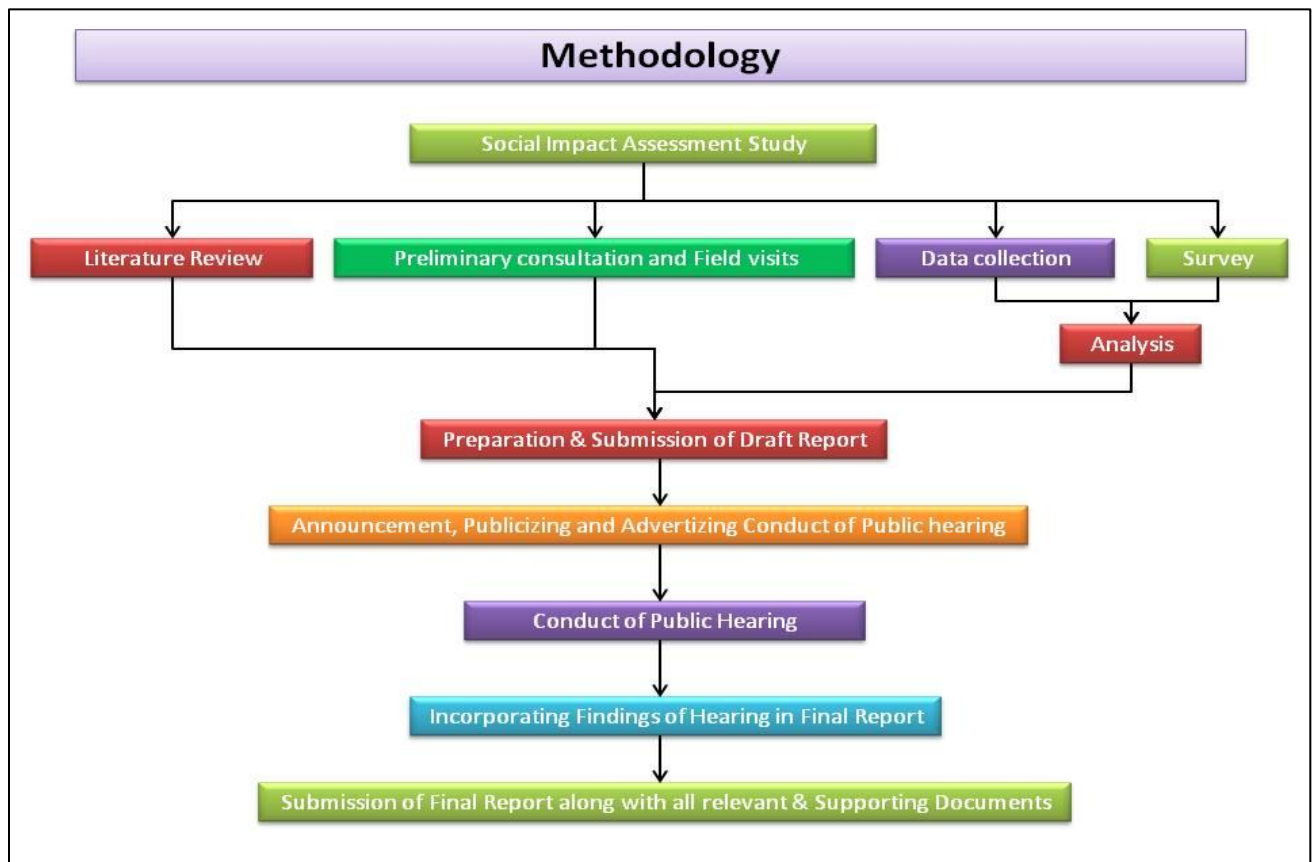 Methodology
Social Impact Assessment Study
Literature Review
Preliminary consultation and Field visits
Data collection
Survey
Analysis
Preparation & Submission of Draft Report
Announcement, Publicizing and Advertizing Conduct of Public hearing
Conduct of Public Hearing
Incorporating Findings of Hearing in Final Report
Submission of Final Report along with all relevant & Supporting Documents